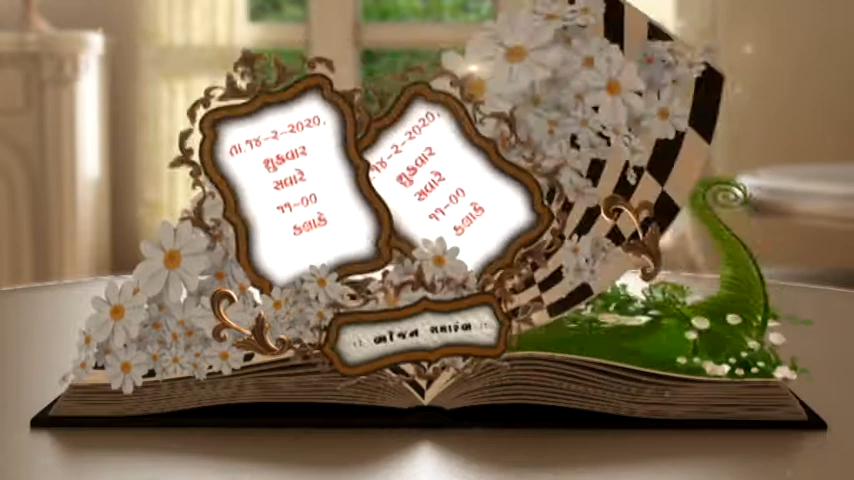 તા.૧૪-૨-૨૦૨૦.
શુક્રવાર
સવારે
૧૧-૦૦
કલાકે
.૧૪-૨-૨૦૨૦.
શુક્રવાર
સવારે
૧૧-૦૦
કલાકે